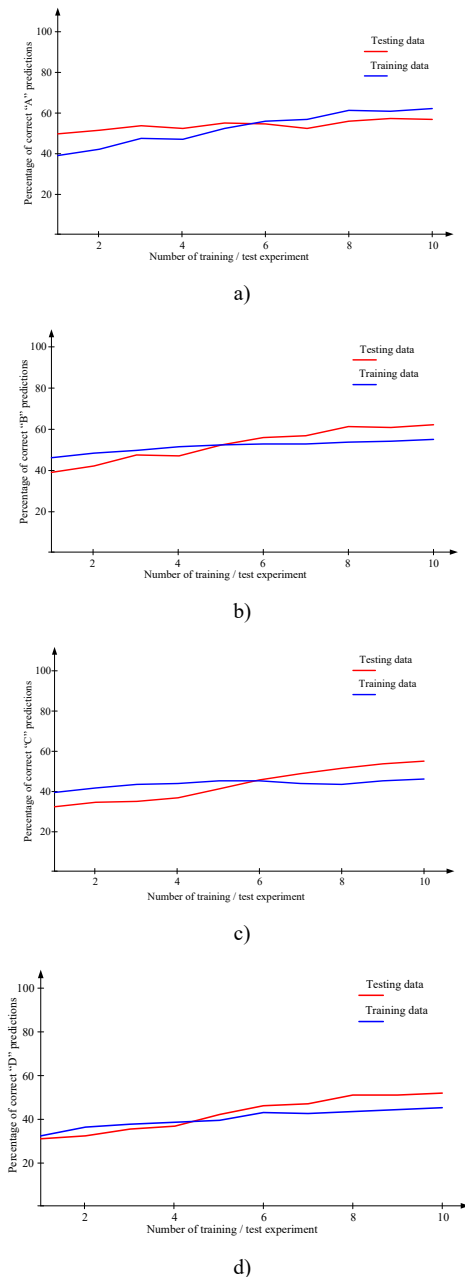 Percentage of correct “A” predictions
100
80
60
40
20
Testing data
Training data
2 4 6 8 10
Number of training / test experiment
a)
Percentage of correct “B” predictions
100
80
60
40
20
Testing data
Training data
2 4 6 8 10
Number of training / test experiment
b)
Percentage of correct “C” predictions
100
80
60
40
20
Testing data
Training data
2 4 6 8 10
Number of training / test experiment
c)
Percentage of correct “D” predictions
100
80
60
40
20
Testing data
Training data
2 4 6 8 10
Number of training / test experiment
d)